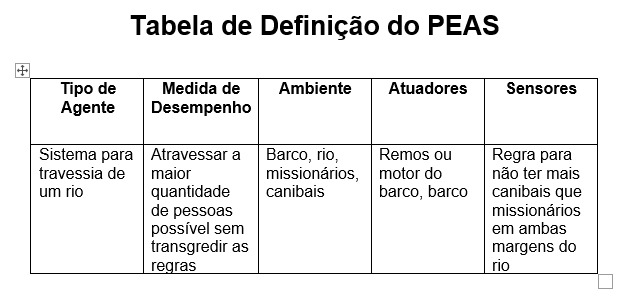 Tabela de Definição do PEAS
Tipo de
Agente
Medida de
Desempenho
Ambiente
Atuadores
Sensores
Sistema para
travessia de
um rio
Atravessar a
maior
quantidade
de pessoas
possível sem
transgredir as
regras
Barco, rio,
missionários,
canibais
Remos ou
motor do
barco, barco
Regra para
não ter mais
canibais que
missionários
em ambas
margens do
rio